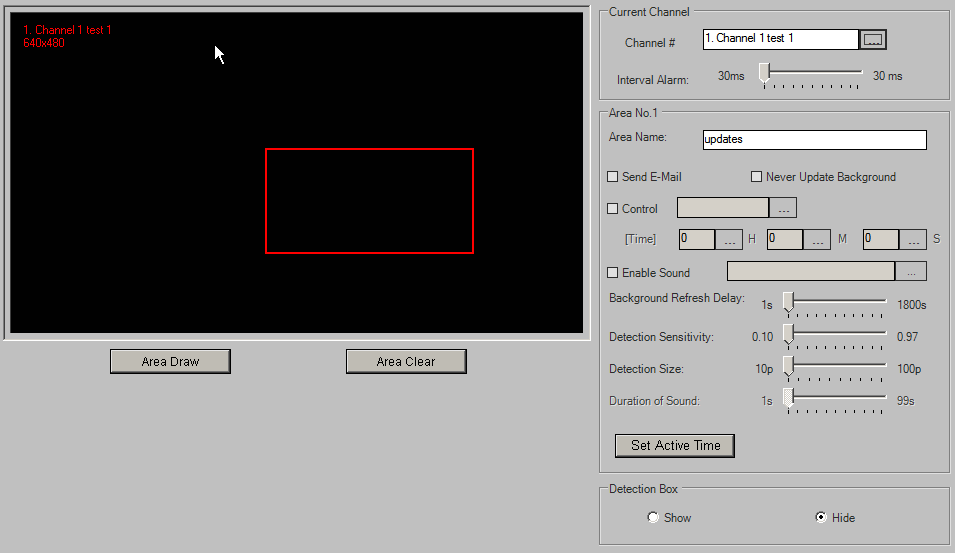 1. Channel 1 test 1
640x480
Area Draw
Area Clear
Current Channel
Channel #
1. Channel 1 test 1
...
Interval Alarm:
30ms
30 ms
Area No.1
Area Name:
updates
Send E-Mail
Never Update Background
Control
...
[Time]
0
...
H
0
...
M
0
...
S
Enable Sound
...
Background Refresh Delay:
1s
1800s
Detection Sensitivity:
0.10
0.97
Detection Size:
10p
100p
Duration of Sound:
1s
99s
Set Active Time
Detection Box
Show
Hide